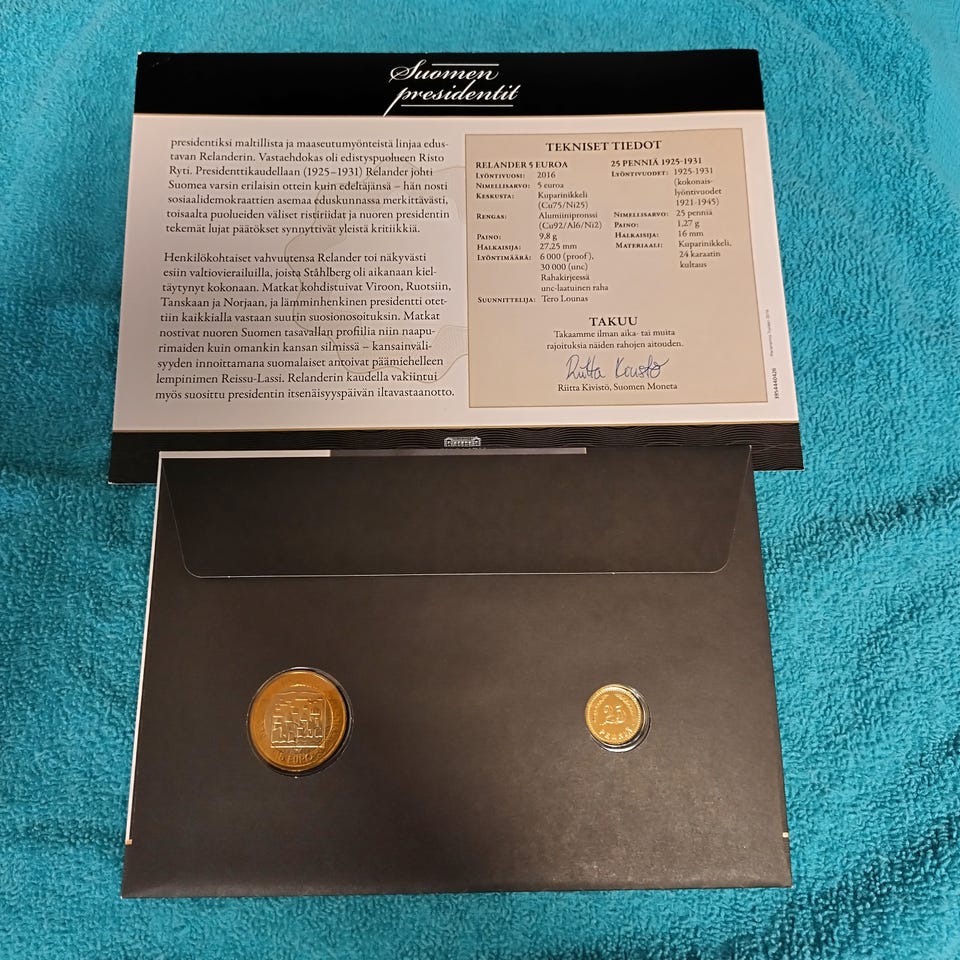 Suomen
presidentit
presidentiksi maltillista ja maaseutumyönteistä linjaa edus-
tavan Relanderin. Vastaehdokas oli edistyspuolueen Risto
Ryti. Presidenttikaudellaan (1925–1931) Relander johti
Suomea varsin erilaisin ottein kuin edeltäjänsä – hän nosti
sosiaalidemokraattien asemaa eduskunnassa merkittävästi,
toisaalta puolueiden väliset ristiriidat ja nuoren presidentin
tekemät lujat päätökset synnyttivät yleistä kritiikkiä.
Henkilökohtaiset vahvuutensa Relander toi näkyvästi
esiin valtiovierailuilla, joista Ståhlberg oli aikanaan kiel-
täytynyt kokonaan. Matkat kohdistuivat Viroon, Ruotsiin,
Tanskaan ja Norjaan, ja lämminhenkinen presidentti otet-
tiin kaikkialla vastaan suurin suosionosoituksin. Matkat
nostivat nuoren Suomen tasavallan profiilia niin naapu-
rimaiden kuin omankin kansan silmissä – kansainväli-
syyden innoittamana suomalaiset antoivat päämiehelleen
lempinimen Reissu-Lassi. Relanderin kaudella vakiintui
myös suosittu presidentin itsenäisyyspäivän iltavastaanotto.
TEKNISET TIEDOT
RELANDER 5 EUROA
LYÖNTIVUOSI: 2016
NIMELLISARVO: 5 euroa
KESKUSTA: Kuparinikkeli
(Cu75/Ni25)
RENGAS: Alumiinipronssi
(Cu92/Al6/Ni2)
PAINO: 9,8 g
HALKAISIJA: 27,25 mm
LYÖNTIMÄÄRÄ: 6 000 (proof),
30 000 (unc)
Rahakirjeessä
unc-laatuinen raha
SUUNNITTELIJA: Tero Lounas
25 PENNIÄ 1925-1931
LYÖNTIVUODET: 1925-1931
(kokonais-
lyöntivuodet
1921-1945)
NIMELLISARVO: 25 penniä
PAINO: 1,27 g
HALKAISIJA: 16 mm
MATERIAALI: Kuparinikkeli,
24 karaatin
kultaus
TAKUU
Takaamme ilman aika- tai muita
rajoituksia näiden rahojen aitouden.
Riitta Kivistö
Riitta Kivistö, Suomen Moneta
5 EURO
25
PENNIÄ